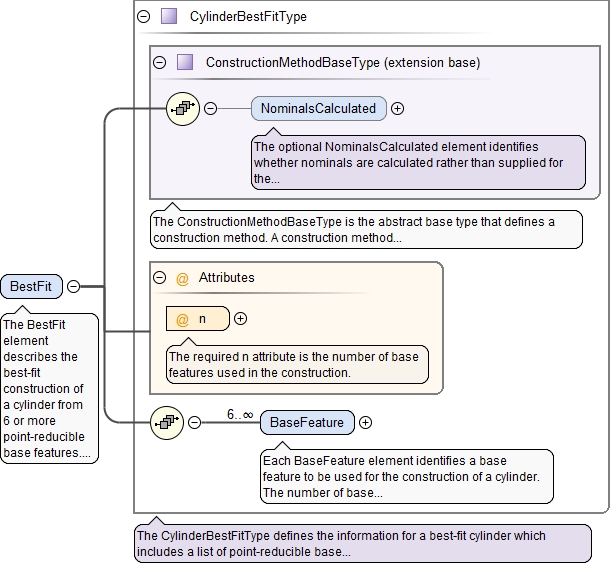 CylinderBestFitType
ConstructionMethodBaseType (extension base)
NominalsCalculated
The optional NominalsCalculated element identifies
whether nominals are calculated rather than supplied for
the...
The ConstructionMethodBaseType is the abstract base type that defines a
construction method. A construction method...
BestFit
The BestFit
element
describes the
best-fit
construction of
a cylinder from
6 or more
point-reducible
base features....
@ Attributes
@ n
The required n attribute is the number of base
features used in the construction.
6..∞
BaseFeature
Each BaseFeature element identifies a base
feature to be used for the construction of a cylinder.
The number of base...
The CylinderBestFitType defines the information for a best-fit cylinder which
includes a list of point-reducible base...